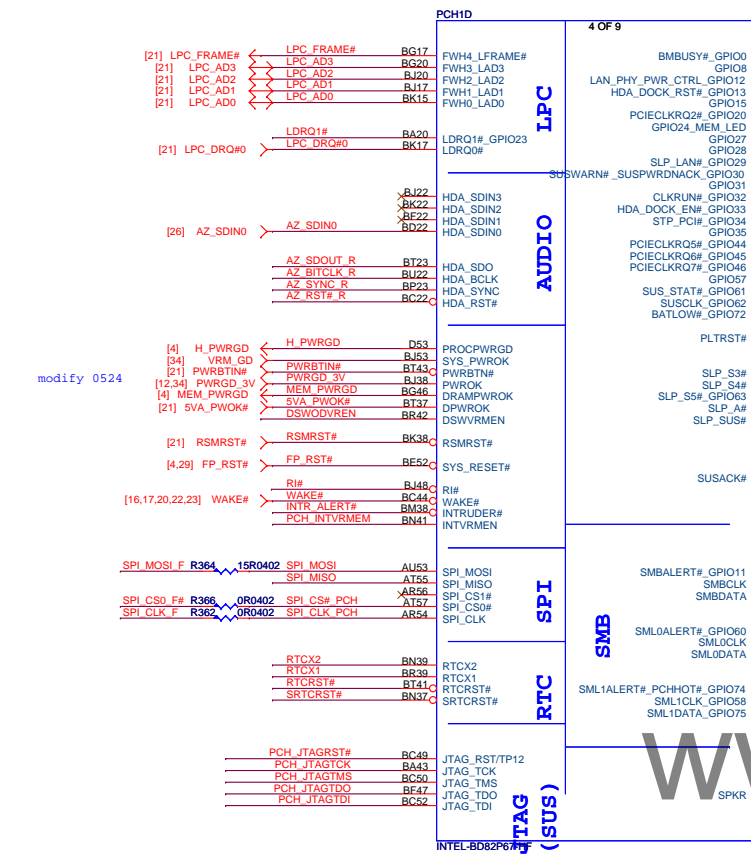 PCH1D
4 OF 9
[21] LPC_FRAME# LPC_FRAME# BG17 FWH4_LFRAME# BMBUSY#_GPIO0
[21] LPC_AD3 LPC_AD3 BG20 FWH3_LAD3 GPIO8
[21] LPC_AD2 LPC_AD2 BJ20 FWH2_LAD2 LAN_PHY_PWR_CTRL_GPIO12
[21] LPC_AD1 LPC_AD1 BJ17 FWH1_LAD1 HDA_DOCK_RST#_GPIO13
[21] LPC_AD0 LPC_AD0 BK15 FWH0_LAD0 GPIO15
LPC
PCIECLKRQ2#_GPIO20
GPIO24_MEM_LED
LDRQ1# BA20 LDRQ1#_GPIO23 GPIO27
[21] LPC_DRQ#0 LPC_DRQ#0 BK17 LDRQ0# GPIO28
SLP_LAN#_GPIO29
SUSWARN#_SUSPWRDNACK_GPIO30
GPIO31
BJ22 HDA_SDIN3 CLKRUN#_GPIO32
BK22 HDA_SDIN2 HDA_DOCK_EN#_GPIO33
BF22 HDA_SDIN1 STP_PCI#_GPIO34
[26] AZ_SDIN0 AZ_SDIN0 BD22 HDA_SDIN0 GPIO35
AUDIO
PCIECLKRQ5#_GPIO44
PCIECLKRQ6#_GPIO45
AZ_SDOUT_R BT23 HDA_SDO PCIECLKRQ7#_GPIO46
AZ_BITCLK_R BU22 HDA_BCLK GPIO57
AZ_SYNC_R BP23 HDA_SYNC SUS_STAT#_GPIO61
AZ_RST#_R BC22 HDA_RST# SUSCLK_GPIO62
BATLOW#_GPIO72
PLTRST#
[4] H_PWRGD H_PWRGD D53 PROCPWRGD
[34] VRM_GD BJ53 SYS_PWROK
[21] PWRBTIN# PWRBTIN# BT43 PWRBTN# SLP_S3#
modify 0524
[12,34] PWRGD_3V PWRGD_3V BJ38 PWROK SLP_S4#
[4] MEM_PWRGD MEM_PWRGD BG46 DRAMPWROK SLP_S5#_GPIO63
[21] 5VA_PWOK# 5VA_PWOK# BT37 DPWROK SLP_A#
DSWODVREN BR42 DSWVRMEN SLP_SUS#
[21] RSMRST# RSMRST# BK38 RSMRST#
[4,29] FP_RST# FP_RST# BE52 SYS_RESET#
SUSACK#
RI# BJ48 RI#
[16,17,20,22,23] WAKE# WAKE# BC44 WAKE#
INTR_ALERT# BM38 INTRUDER#
PCH_INTVRMEM BN41 INTVRMEN
SPI_MOSI_F R364 15R0402 SPI_MOSI AU53 SPI_MOSI SMBALERT#_GPIO11
SPI_MISO AT55 SPI_MISO SMBCLK
AR56 SPI_CS1# SMBDATA
SPI_CS0_F# R366 0R0402 SPI_CS#_PCH AT57 SPI_CS0#
SPI_CLK_F R362 0R0402 SPI_CLK_PCH AR54 SPI_CLK
SPI
SMB
SML0ALERT#_GPIO60
SML0CLK
SML0DATA
RTCX2 BN39 RTCX2
RTCX1 BR39 RTCX1
RTCRST# BT41 RTCRST# SML1ALERT#_PCHHOT#_GPIO74
SRTCRST# BN37 SRTCRST# SML1CLK_GPIO58
SML1DATA_GPIO75
RTC
PCH_JTAGRST# BC49 JTAG_RST/TP12
PCH_JTAGTCK BA43 JTAG_TCK
PCH_JTAGTMS BC50 JTAG_TMS
PCH_JTAGTDO BF47 JTAG_TDO SPKR
PCH_JTAGTDI BC52 JTAG_TDI
JTAG
(SUS)